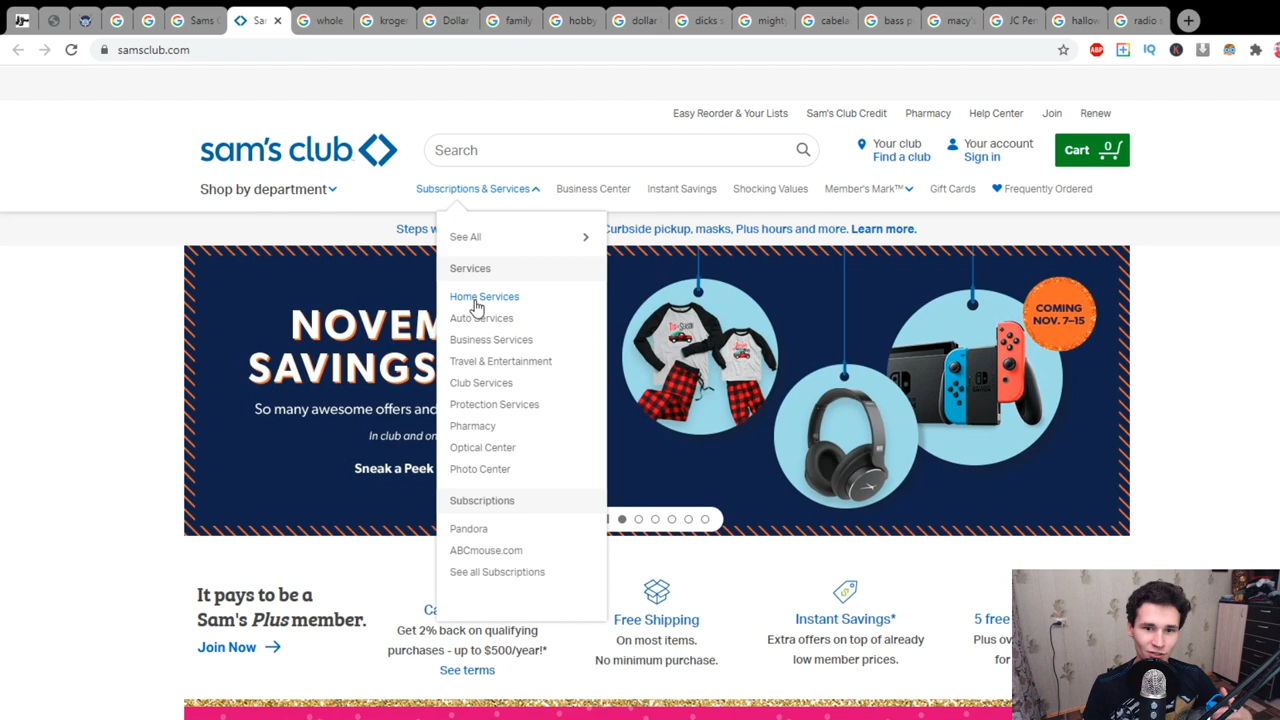 Sams C
Sa
whole
kroge
Dollar
family
hobby
dollar
dicks s
mighty
cabela
bass p
macy's
JC Pen
hallow
radio s
samsclub.com
ABP
IQ
K
Easy Reorder & Your Lists
Sam's Club Credit
Pharmacy
Help Center
Join
Renew
sam's club
Search
Your club
Find a club
Your account
Sign in
Cart 0
Shop by department
Subscriptions & Services
Business Center
Instant Savings
Shocking Values
Member's Mark™
Gift Cards
Frequently Ordered
Steps w
Curbside pickup, masks, Plus hours and more. Learn more.
See All
Services
Home Services
Auto Services
Business Services
Travel & Entertainment
Club Services
Protection Services
Pharmacy
Optical Center
Photo Center
Subscriptions
Pandora
ABCmouse.com
See all Subscriptions
NOVEM
SAVINGS
So many awesome offers and
In club and on
Sneak a Peek
COMING
NOV. 7–15
It pays to be a
Sam's Plus member.
Join Now
Ca
Get 2% back on qualifying
purchases - up to $500/year!*
See terms
Free Shipping
On most items.
No minimum purchase.
Instant Savings*
Extra offers on top of already
low member prices.
5 free
Plus ov
for